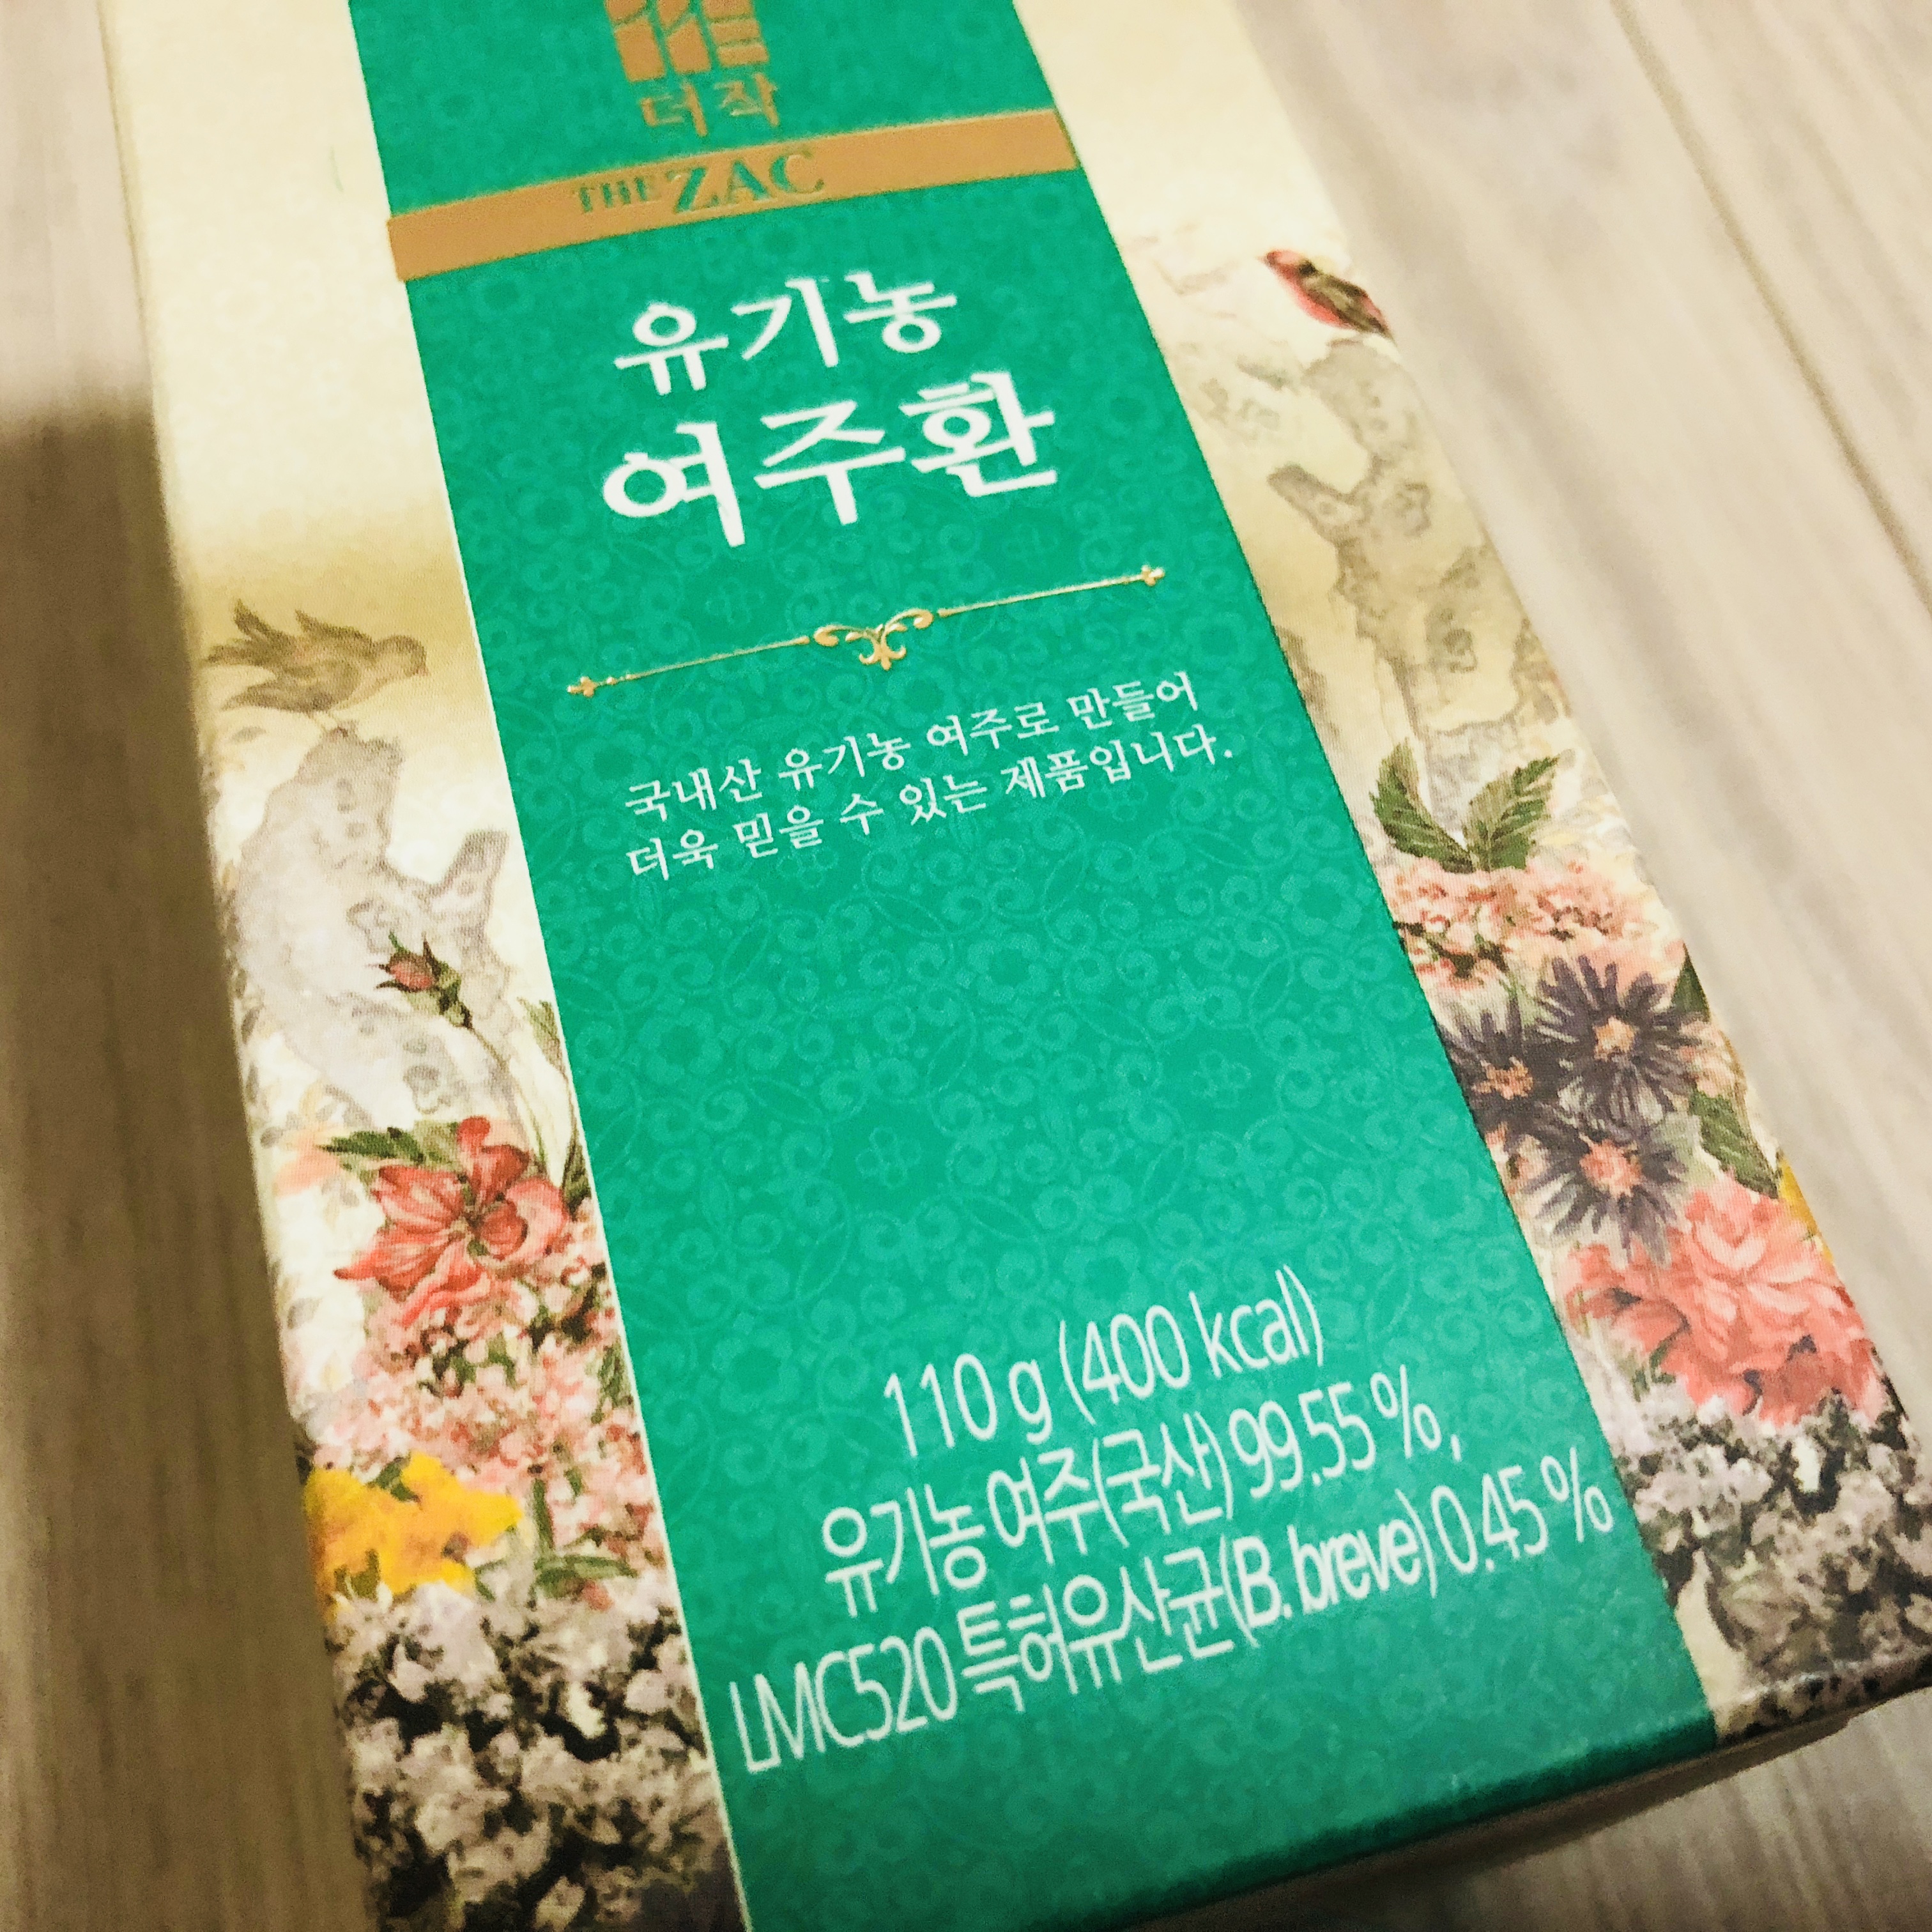 더작
THE ZAC
유기농
여주환
국내산 유기농 여주로 만들어
더욱 믿을 수 있는 제품입니다.
110 g (400 kcal)
유기농 여주(국산) 99.55 %,
LMC520 특허유산균(B. breve) 0.45 %